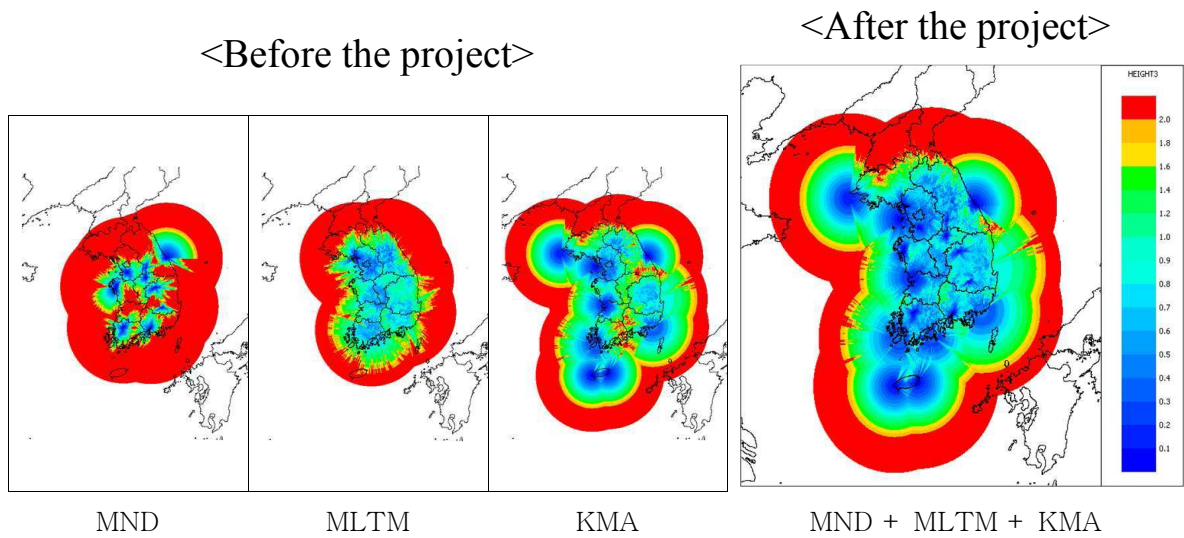 <Before the project>
<After the project>
HEIGHT3
2.0
1.8
1.6
1.4
1.2
1.0
0.9
0.8
0.7
0.6
0.5
0.4
0.3
0.2
0.1
MND
MLTM
KMA
MND + MLTM + KMA